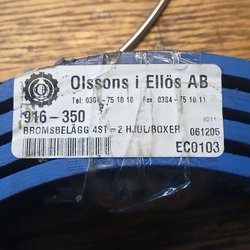 Olssons i Ellös AB
Tel: 0304-75 10 10 Fax 0304-75 10 11
916-350
BROMSBELÄGG 4ST=2 HJUL/BOXER 061205
EC0103